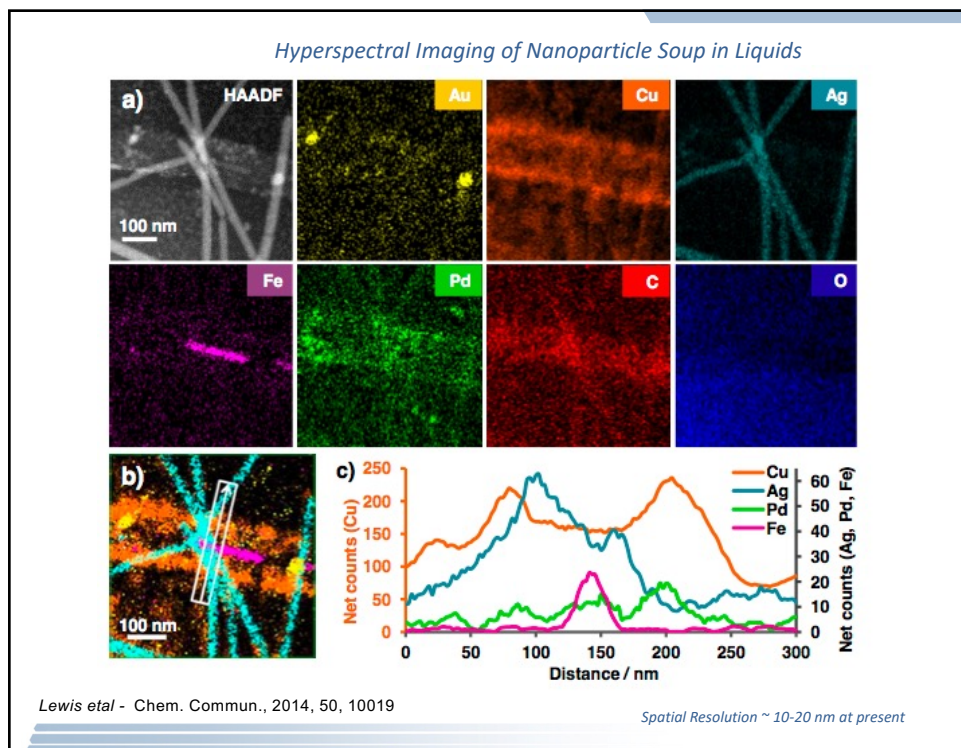 Hyperspectral Imaging of Nanoparticle Soup in Liquids
a) HAADF Au Cu Ag
100 nm
Fe Pd C O
b)
100 nm
c)
Net counts (Cu)
250
200
150
100
50
0
Cu
Ag
Pd
Fe
60
50
40
30
20
10
0
Net counts (Ag, Pd, Fe)
0 50 100 150 200 250 300
Distance / nm
Lewis etal - Chem. Commun., 2014, 50, 10019
Spatial Resolution ~ 10-20 nm at present